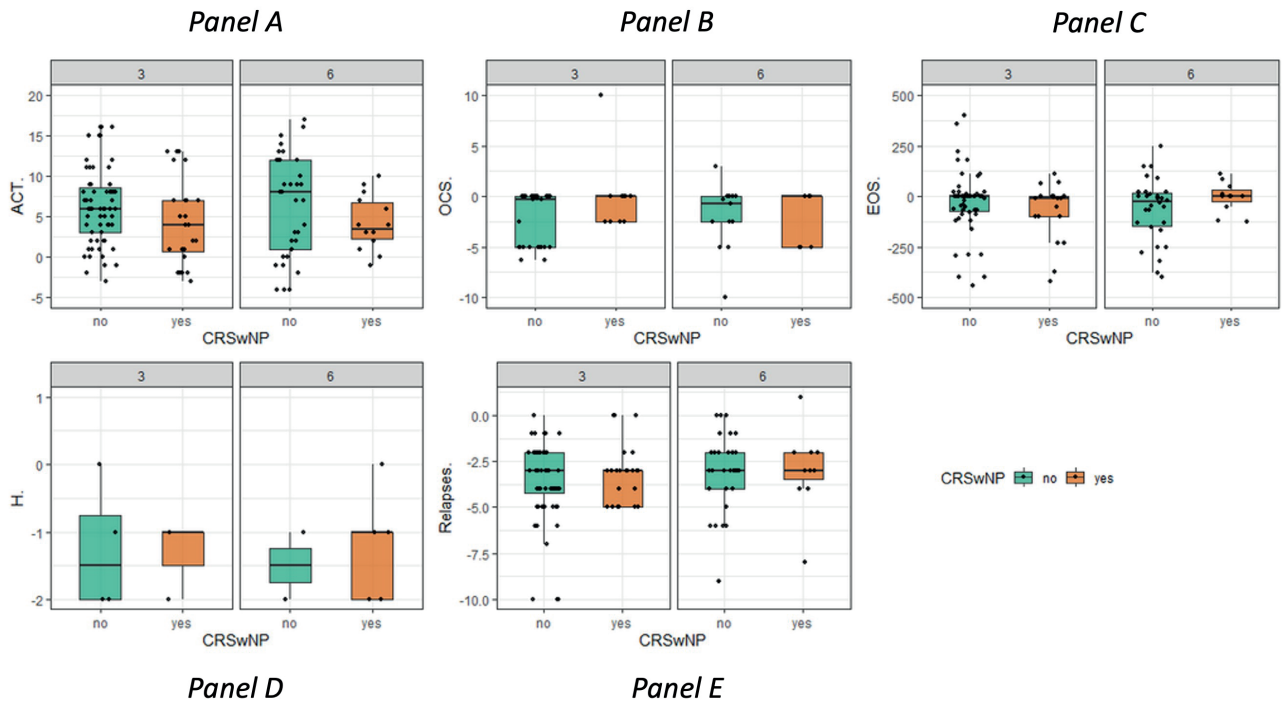 Panel A
Panel B
Panel C
3
6
20
15
10
5
0
-5
ACT.
no
yes
no
yes
CRSwNP
3
6
10
5
0
-5
-10
OCS.
no
yes
no
yes
CRSwNP
3
6
500
250
0
-250
-500
EOS.
no
yes
no
yes
CRSwNP
3
6
1
0
-1
-2
H.
no
yes
no
yes
CRSwNP
3
6
0.0
-2.5
-5.0
-7.5
-10.0
Relapses.
no
yes
no
yes
CRSwNP
CRSwNP no yes
Panel D
Panel E